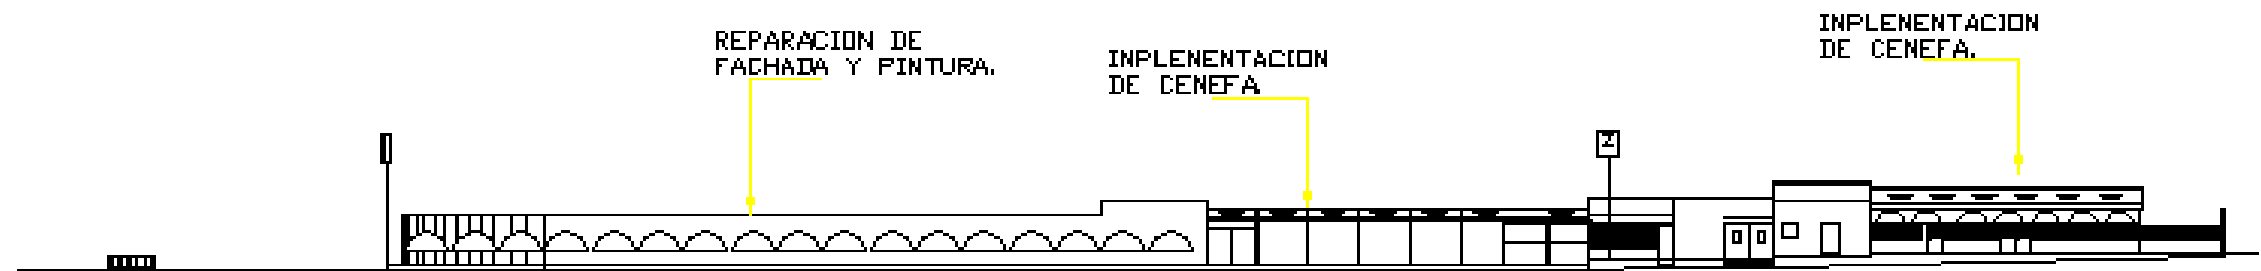 REPARACION DE
FACHADA Y PINTURA.
INPLENENTACION
DE CENEFA
INPLENENTACION
DE CENEFA.